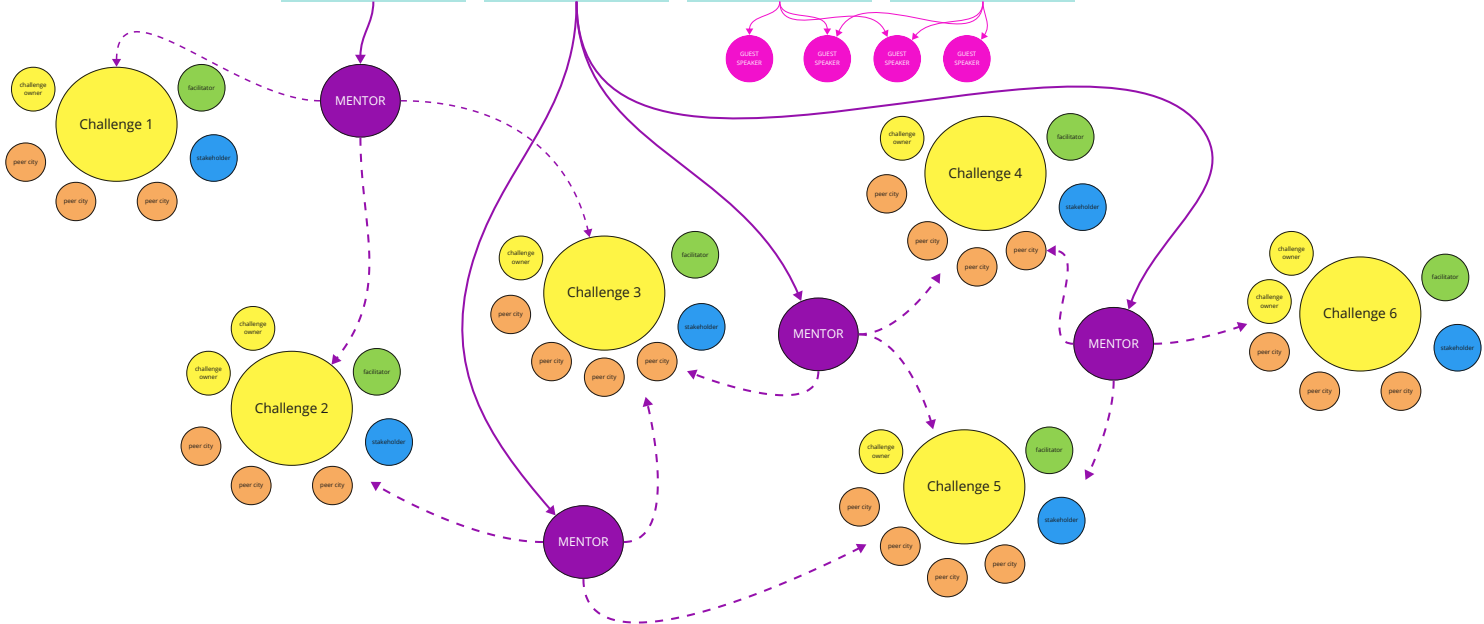 GUEST
SPEAKER
GUEST
SPEAKER
GUEST
SPEAKER
GUEST
SPEAKER
challenge
owner
facilitator
MENTOR
Challenge 1
peer city
stakeholder
peer city
peer city
challenge
owner
facilitator
Challenge 4
peer city
stakeholder
peer city
peer city
peer city
challenge
owner
facilitator
Challenge 3
peer city
stakeholder
peer city
peer city
peer city
MENTOR
MENTOR
challenge
owner
facilitator
challenge
owner
Challenge 6
peer city
stakeholder
peer city
peer city
challenge
owner
challenge
owner
facilitator
Challenge 2
peer city
stakeholder
peer city
peer city
challenge
owner
facilitator
Challenge 5
peer city
stakeholder
peer city
peer city
peer city
MENTOR